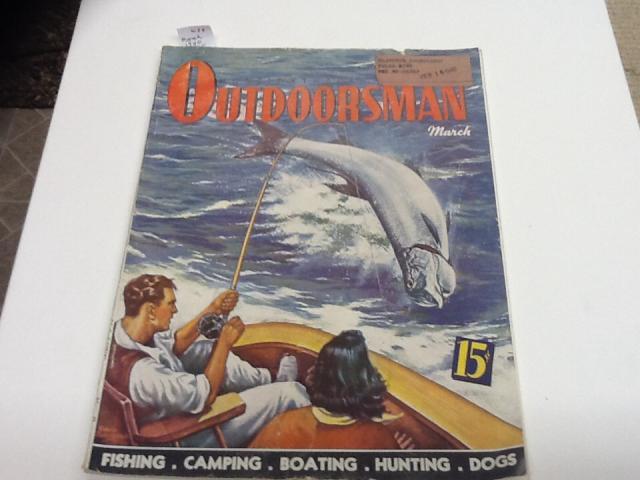 OUTDOORSMAN
March
15¢
FISHING . CAMPING . BOATING . HUNTING . DOGS